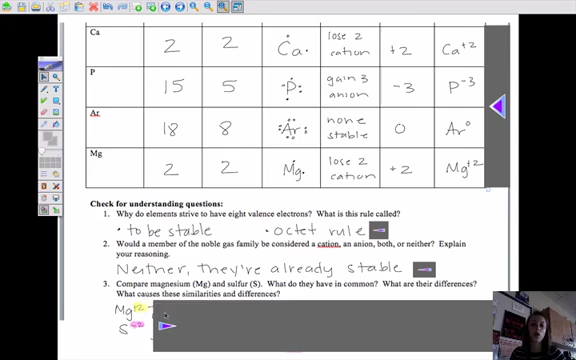 Ca 2 2 Ca lose 2 cation +2 Ca+2
P 15 5 P gain 3 anion -3 P-3
Ar 18 8 Ar none stable 0 Ar0
Mg 2 2 Mg lose 2 cation +2 Mg+2
Check for understanding questions:
1. Why do elements strive to have eight valence electrons? What is this rule called?
• to be stable • octet rule
2. Would a member of the noble gas family be considered a cation, an anion, both, or neither? Explain
your reasoning.
Neither, they're already stable
3. Compare magnesium (Mg) and sulfur (S). What do they have in common? What are their differences?
What causes these similarities and differences?
Mg+2
S-2